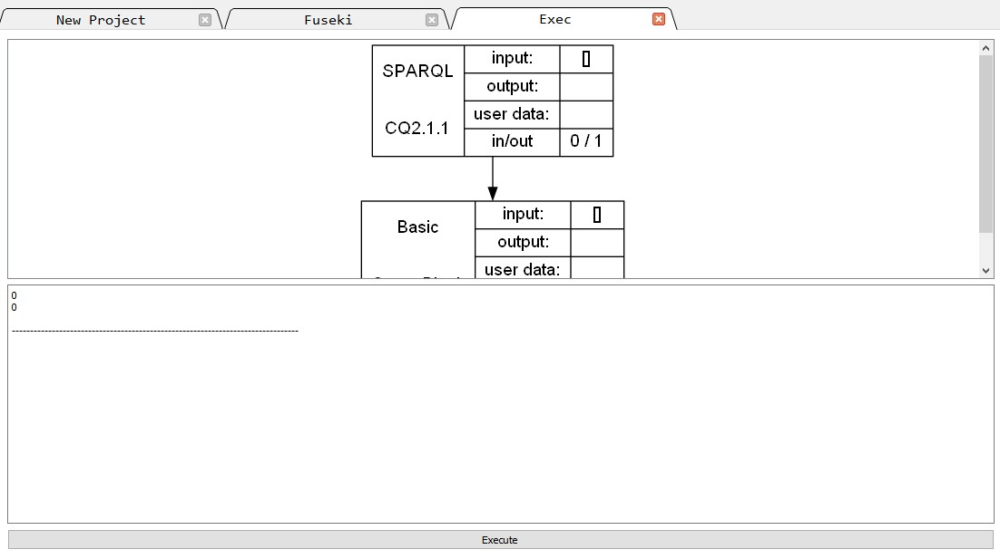 New Project
Fuseki
Exec
SPARQL
CQ2.1.1
input: []
output:
user data:
in/out 0 / 1
Basic
input: []
output:
user data:
0
0
--------------------------------------------------------------------------------
Execute